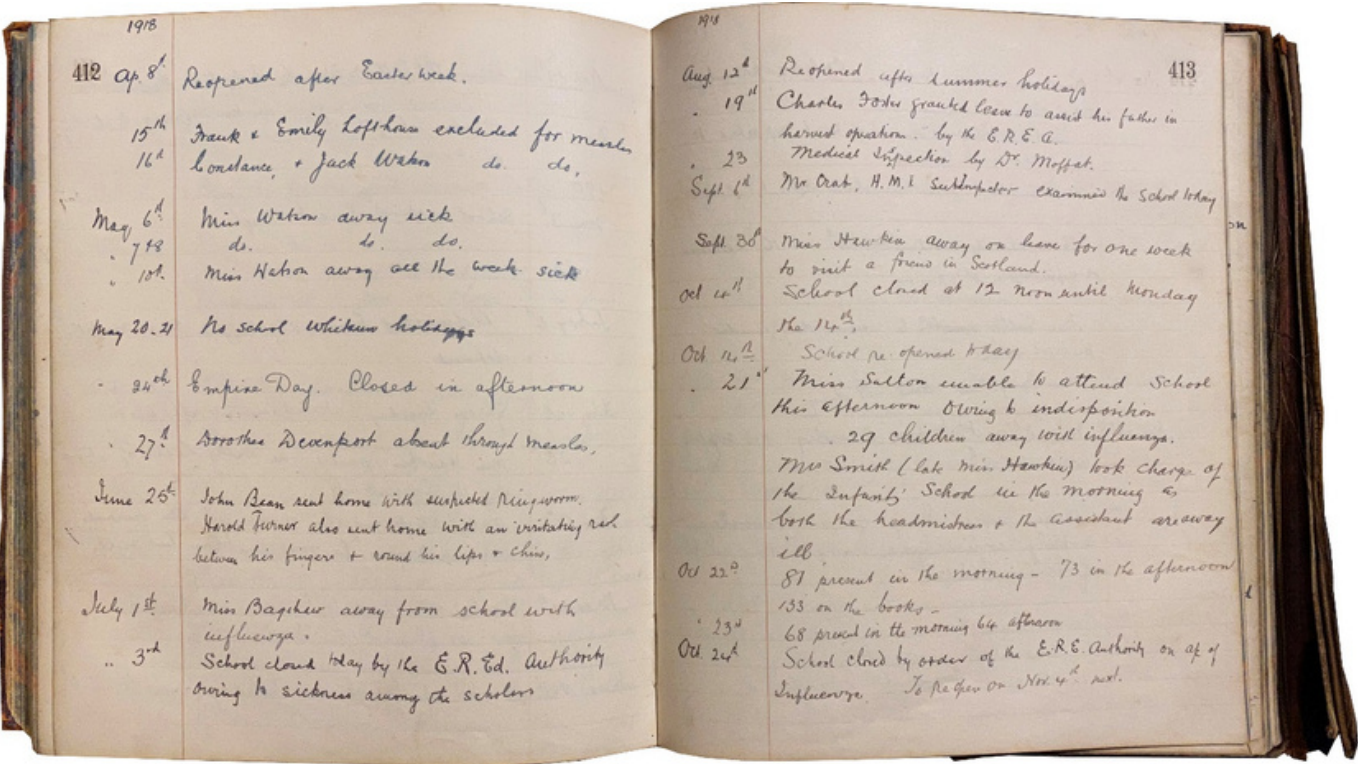 1918
412 Ap. 8th Reopened after Easter week.
15th Frank & Emily Lofthouse excluded for measles
16th Constance, & Jack Watson do. do,
May 6th Miss Watson away sick
" 7 & 8 do. do. do.
" 10th Miss Watson away all the week sick
May 20-21 No school Whitsun holidays
" 24th Empire Day. Closed in afternoon
" 27th Dorothea Devenport absent through measles,
June 25th John Bean sent home with suspected Ringworm.
Harold Turner also sent home with an irritating rash
between his fingers & round his lips & chin,
July 1st Miss Bagshaw away from school with
influenza.
" 3rd School closed today by the E.R.Ed. Authority
owing to sickness among the scholars
1918
413
Aug. 12th Reopened after summer holidays
" 19th Charles Foster granted leave to assist his father in
harvest operations. by the E.R.E.A.
" 23 Medical Inspection by Dr. Moffat.
Sept. 6th Mr H.M.I. SubInspector examined the school today
Sept. 30th Miss Hawkin away on leave for one week
to visit a friend in Scotland.
Oct School closed at 12 noon until Monday
the 14th.
Oct 14th School re.opened today
" 21st Miss Sutton unable to attend School
this afternoon owing to indisposition
. 29 children away with influenza.
Mrs Smith (late Miss Hawkin) took charge of
the Infants' School in the morning as
both the headmistress & the assistant are away
ill
Oct 22nd 81 present in the morning - 73 in the afternoon
133 on the books -
" 23rd 68 present in the morning 64 afternoon
Oct. 24th School closed by order of the E.R.E. Authority on a/c of
Influenza. To Reopen on Nov. 4th next.
on